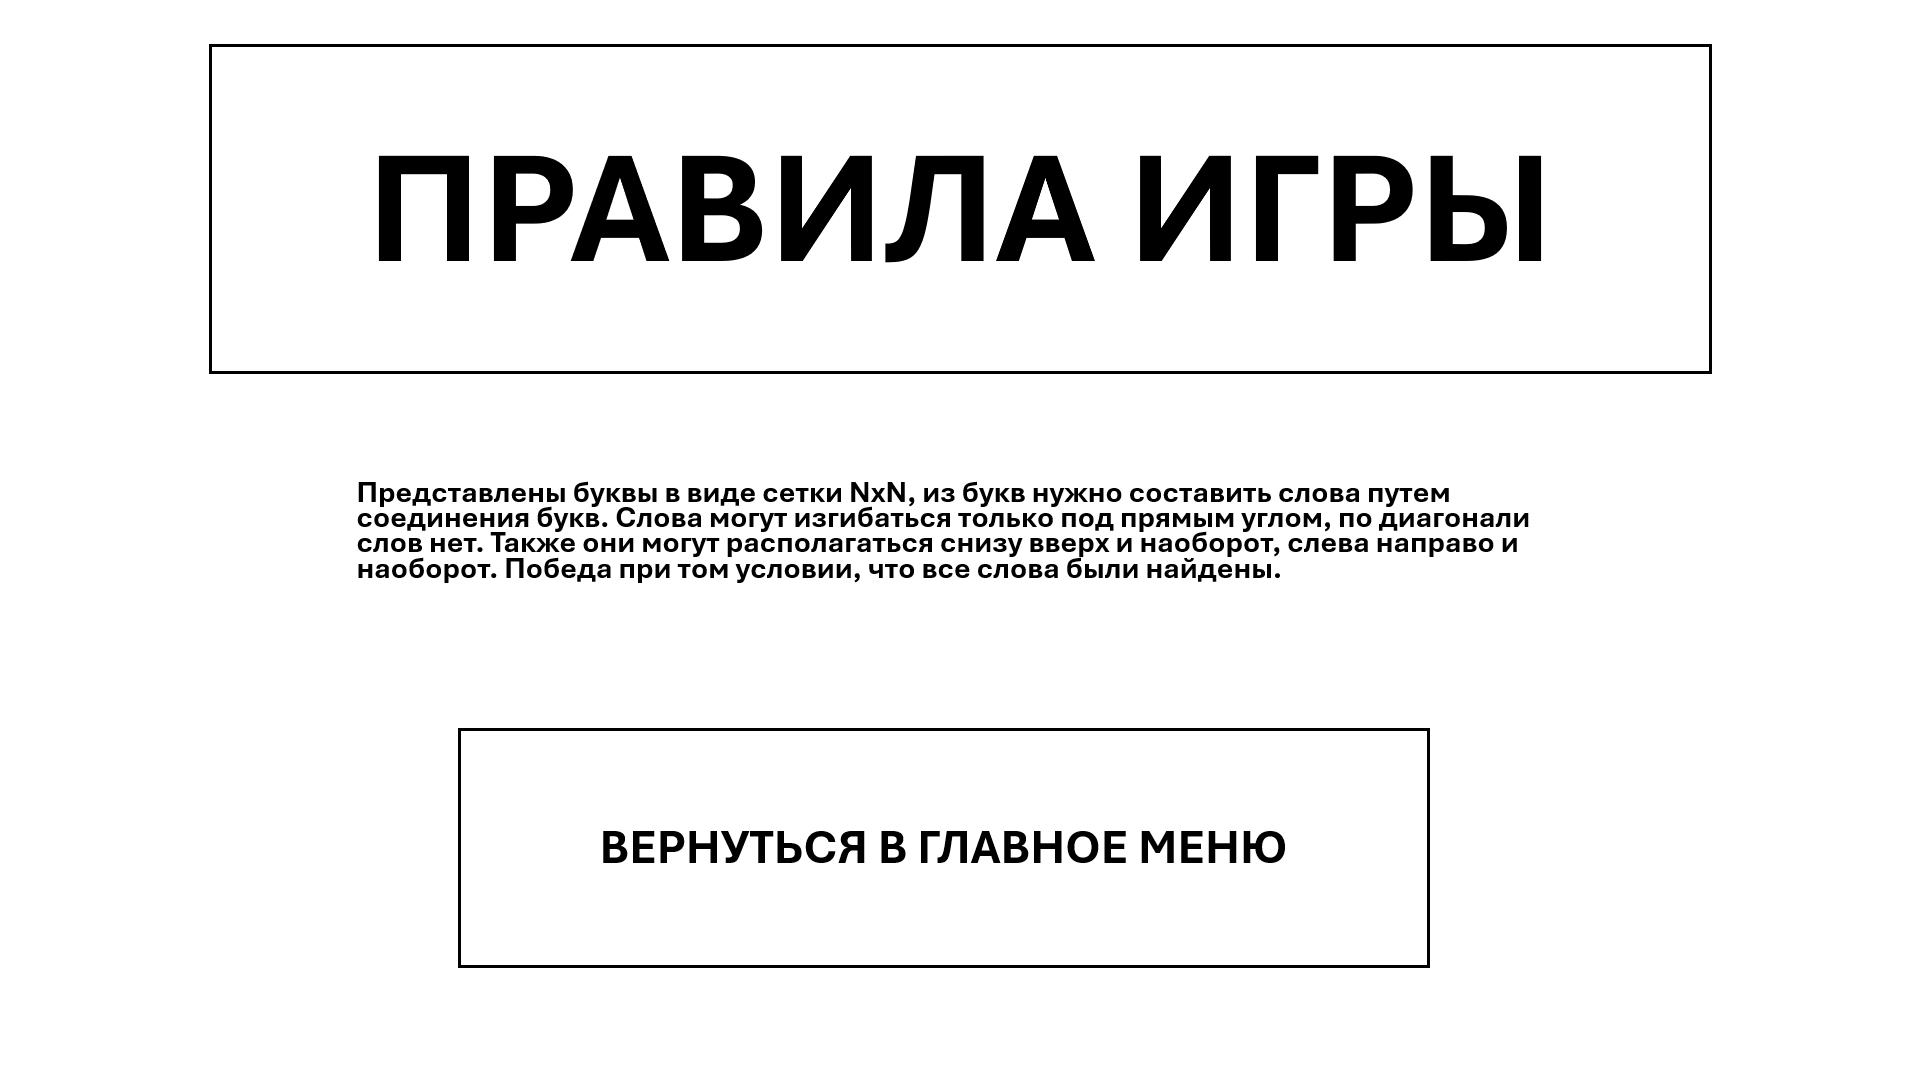 ПРАВИЛА ИГРЫ
Представлены буквы в виде сетки NxN, из букв нужно составить слова путем
соединения букв. Слова могут изгибаться только под прямым углом, по диагонали
слов нет. Также они могут располагаться снизу вверх и наоборот, слева направо и
наоборот. Победа при том условии, что все слова были найдены.
ВЕРНУТЬСЯ В ГЛАВНОЕ МЕНЮ